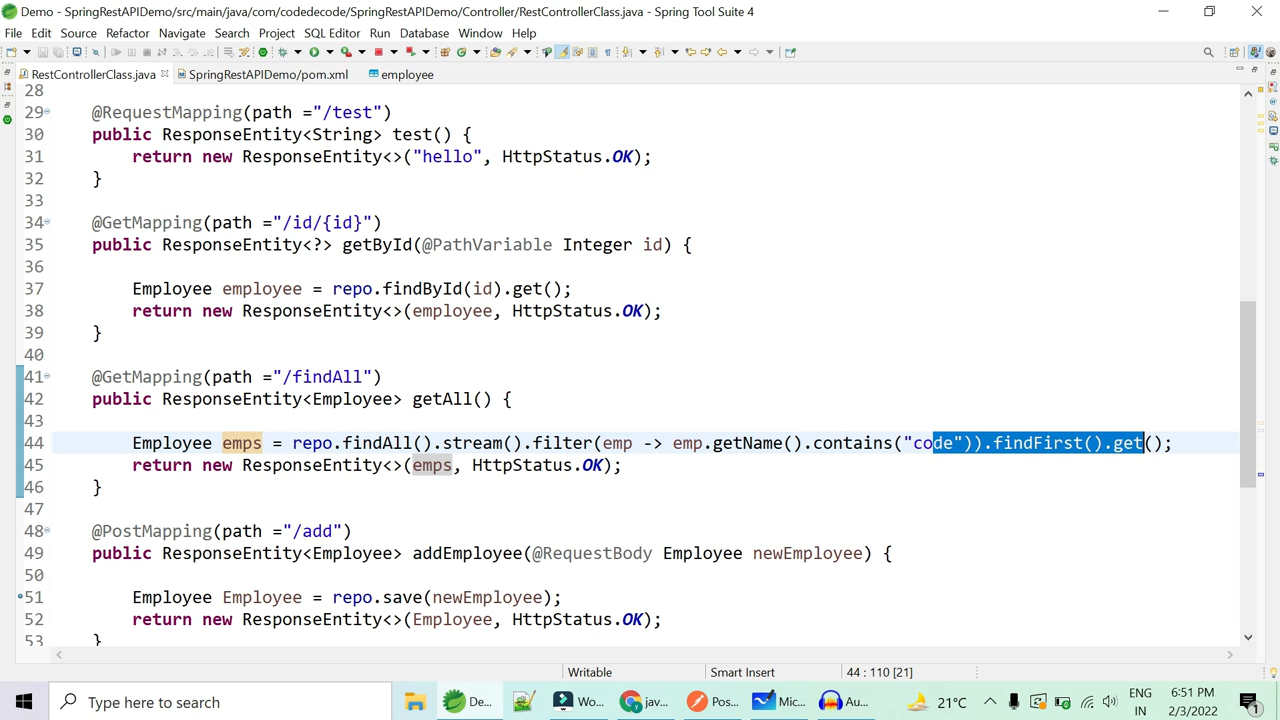 Demo - SpringRestAPIDemo/src/main/java/com/codedecode/SpringRestAPIDemo/Controller/RestControllerClass.java - Spring Tool Suite 4
File Edit Source Refactor Navigate Search Project SQL Editor Run Database Window Help
RestControllerClass.java SpringRestAPIDemo/pom.xml employee
28
29 @RequestMapping(path ="/test")
30 public ResponseEntity<String> test() {
31 return new ResponseEntity<>("hello", HttpStatus.OK);
32 }
33
34 @GetMapping(path ="/id/{id}")
35 public ResponseEntity<?> getById(@PathVariable Integer id) {
36
37 Employee employee = repo.findById(id).get();
38 return new ResponseEntity<>(employee, HttpStatus.OK);
39 }
40
41 @GetMapping(path ="/findAll")
42 public ResponseEntity<Employee> getAll() {
43
44 Employee emps = repo.findAll().stream().filter(emp -> emp.getName().contains("code")).findFirst().get();
45 return new ResponseEntity<>(emps, HttpStatus.OK);
46 }
47
48 @PostMapping(path ="/add")
49 public ResponseEntity<Employee> addEmployee(@RequestBody Employee newEmployee) {
50
51 Employee Employee = repo.save(newEmployee);
52 return new ResponseEntity<>(Employee, HttpStatus.OK);
53 }
Writable Smart Insert 44 : 110 [21]
Type here to search De... Wo... jav... Pos... Mic... Au... 21°C ENG IN 6:51 PM 2/3/2022